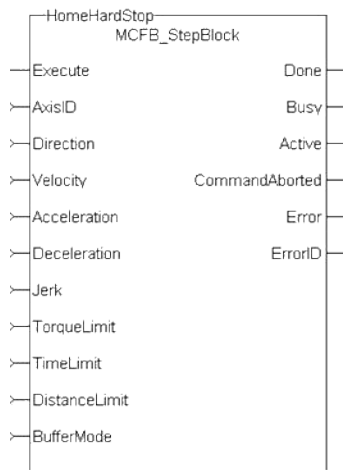 HomeHardStop
MCFB_StepBlock
Execute Done
AxisID Busy
Direction Active
Velocity CommandAborted
Acceleration Error
Deceleration ErrorID
Jerk
TorqueLimit
TimeLimit
DistanceLimit
BufferMode